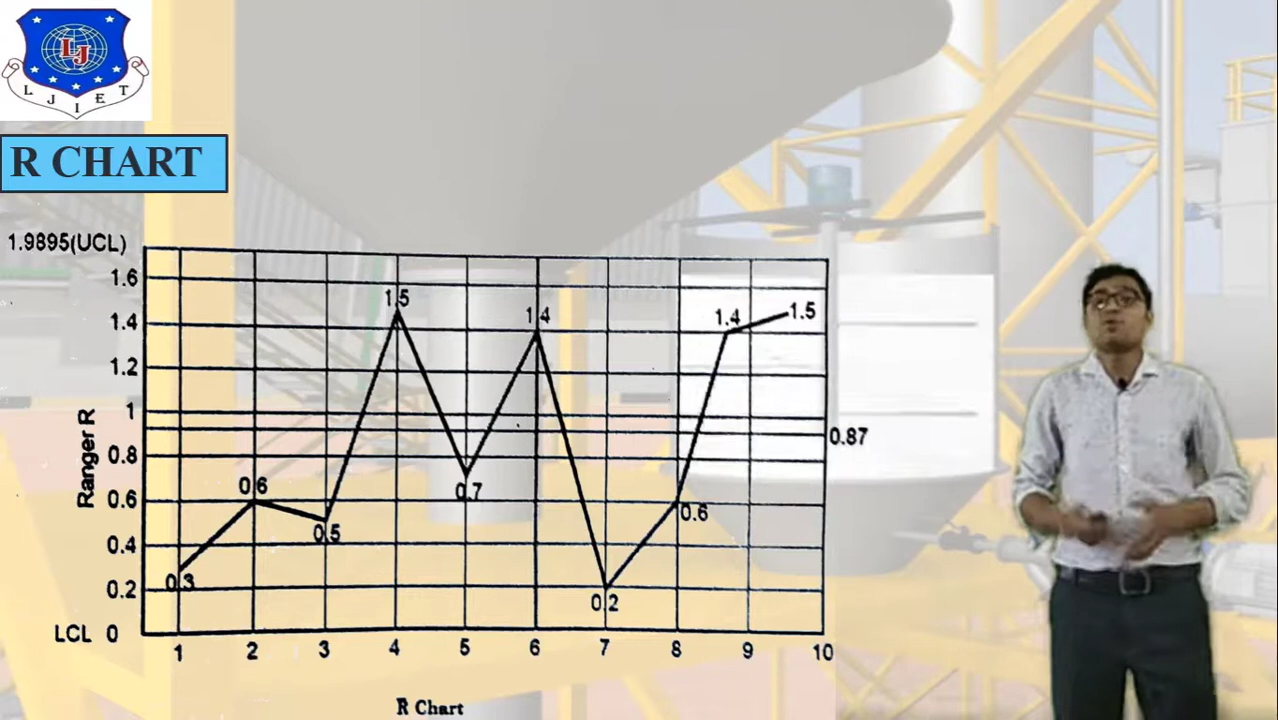 LJ
L J I E T
R CHART
1.9895(UCL)
1.6
1.4
1.2
1
0.8
0.6
0.4
0.2
LCL 0
Ranger R
0.3
0.6
0.5
1.5
0.7
1.4
0.2
0.6
1.4
1.5
0.87
1 2 3 4 5 6 7 8 9 10
R Chart